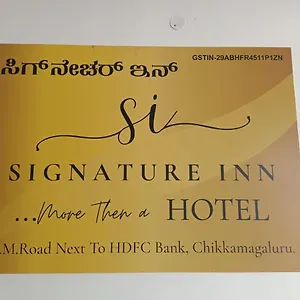 GSTIN-29ABHFR4511P1ZN
ಸಿಗ್ನೇಚರ್ ಇನ್
si
SIGNATURE INN
...More Then a HOTEL
.M.Road Next To HDFC Bank, Chikkamagaluru.